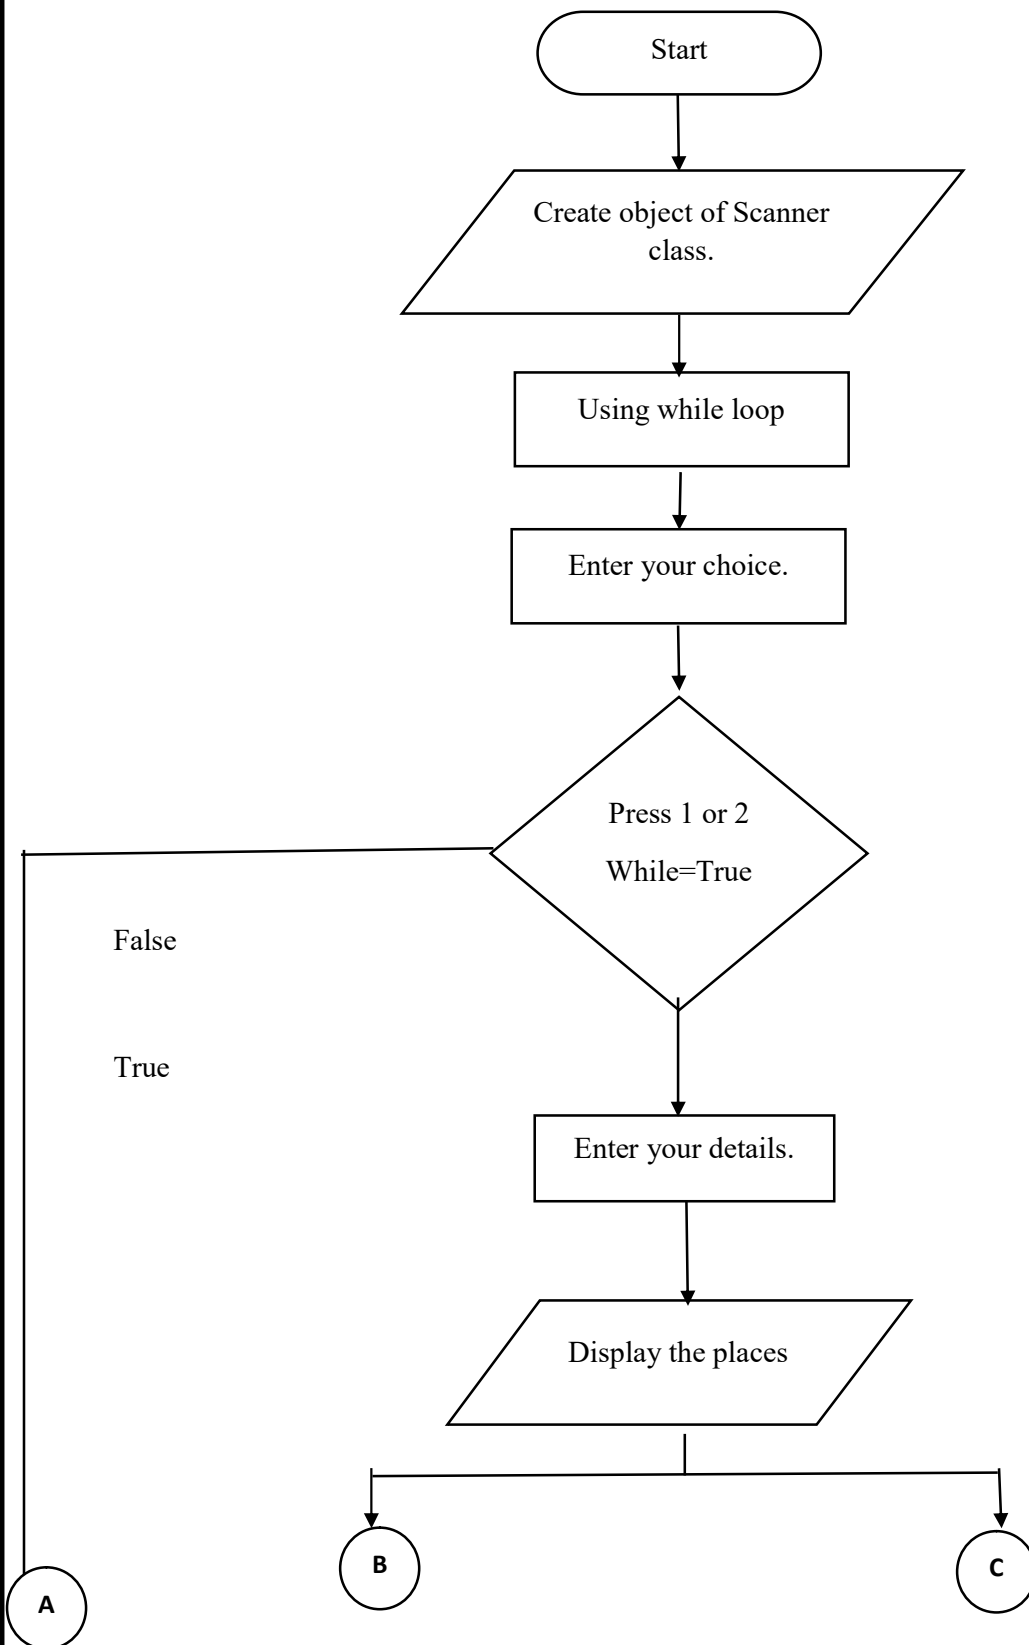 Start
Create object of Scanner
class.
Using while loop
Enter your choice.
Press 1 or 2
While=True
False
True
Enter your details.
Display the places
B
C
A